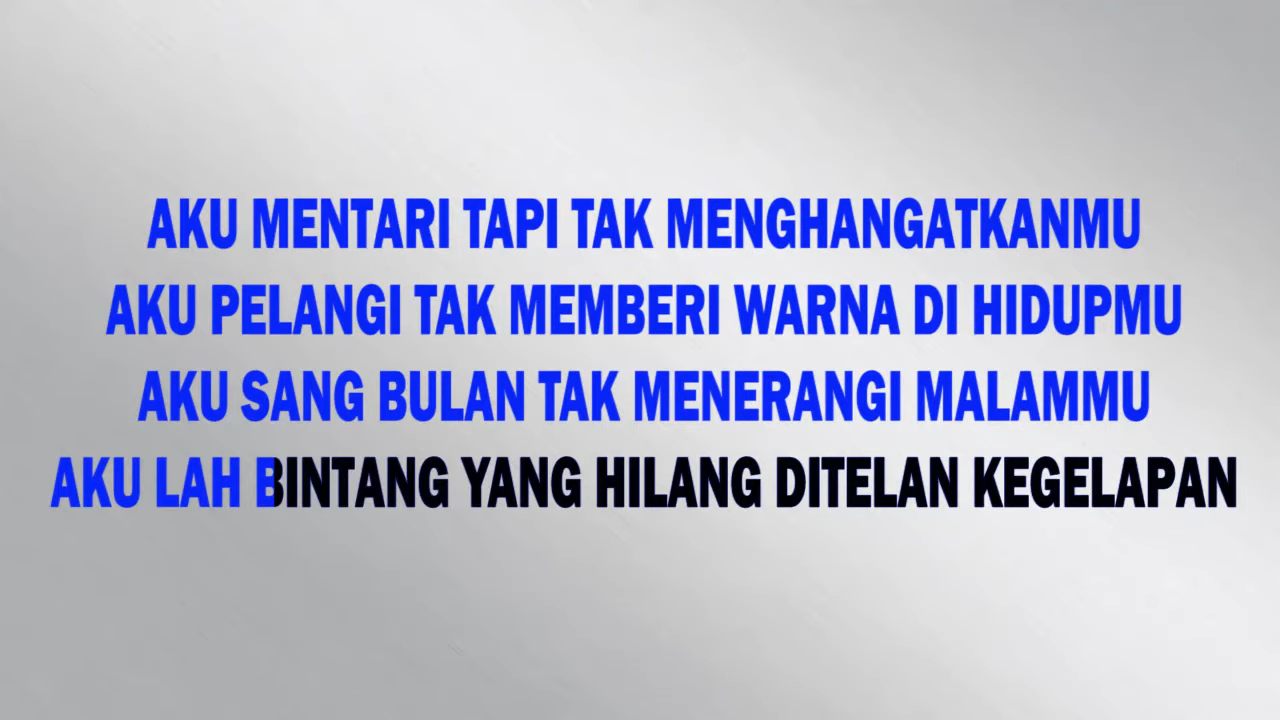 AKU MENTARI TAPI TAK MENGHANGATKANMU
AKU PELANGI TAK MEMBERI WARNA DI HIDUPMU
AKU SANG BULAN TAK MENERANGI MALAMMU
AKU LAH BINTANG YANG HILANG DITELAN KEGELAPAN